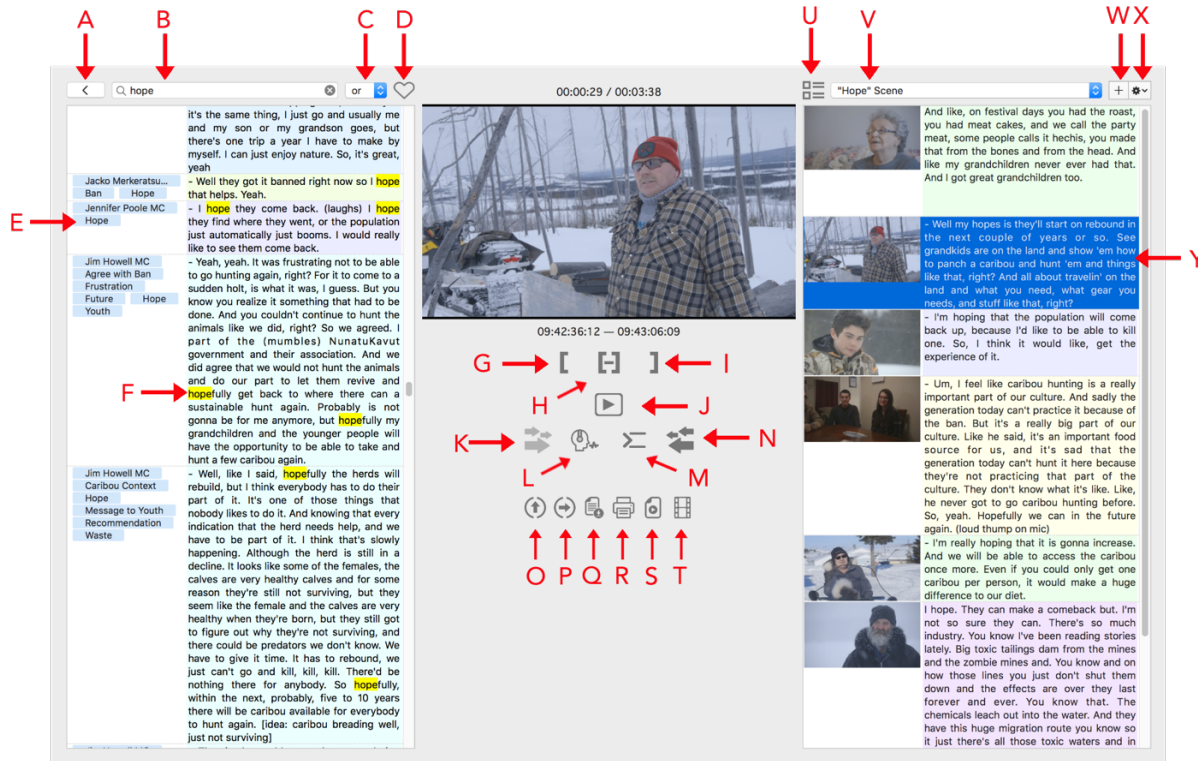 A
B
C
D
U
V
W
X
hope
or
00:00:29 / 00:03:38
"Hope" Scene
it's the same thing, I just go and usually me
and my son or my grandson goes, but
there's one trip a year I have to make by
myself. I can just enjoy nature. So, it's great,
yeah
Jacko Merkeratsu...
Ban
Hope
- Well they got it banned right now so I hope
that helps. Yeah.
E
Jennifer Poole MC
Hope
- I hope they come back. (laughs) I hope
they find where they went, or the population
just automatically just booms. I would really
like to see them come back.
Jim Howell MC
Agree with Ban
Frustration
Future
Hope
Youth
- Yeah, yeah. It was frustrating not to be able
to go hunting again, right? For it to come to a
sudden holt, is what it was, I guess. But you
know you realize it something that had to be
done. And you couldn't continue to hunt the
animals like we did, right? So we agreed. I
part of the (mumbles) NunatuKavut
government and their association. And we
did agree that we would not hunt the animals
and do our part to let them revive and
hopefully get back to where there can a
sustainable hunt again. Probably is not
gonna be for me anymore, but hopefully my
grandchildren and the younger people will
have the opportunity to be able to take and
hunt a few caribou again.
F
Jim Howell MC
Caribou Context
Hope
Message to Youth
Recommendation
Waste
- Well, like I said, hopefully the herds will
rebuild, but I think everybody has to do their
part of it. It's one of those things that
nobody likes to do it. And knowing that every
indication that the herd needs help, and we
have to be part of it. I think that's slowly
happening. Although the herd is still in a
decline. It looks like some of the females, the
calves are very healthy calves and for some
reason they're still not surviving, but they
seem like the female and the calves are very
healthy when they're born, but they still got
to figure out why they're not surviving, and
there could be predators we don't know. We
have to give it time. It has to rebound, we
just can't go and kill, kill, kill. There'd be
nothing there for anybody. So hopefully,
within the next, probably, five to 10 years
there will be caribou available for everybody
to hunt again. [idea: caribou breading well,
just not surviving]
09:42:36:12 — 09:43:06:09
G
H
I
J
K
L
M
N
O
P
Q
R
S
T
And like, on festival days you had the roast,
you had meat cakes, and we call the party
meat, some people calls it hechis, you made
that from the bones and from the head. And
like my grandchildren never ever had that.
And I got great grandchildren too.
- Well my hopes is they'll start on rebound in
the next couple of years or so. See
grandkids are on the land and show 'em how
to panch a caribou and hunt 'em and things
like that, right? And all about travelin' on the
land and what you need, what gear you
needs, and stuff like that, right?
Y
- I'm hoping that the population will come
back up, because I'd like to be able to kill
one. So, I think it would like, get the
experience of it.
- Um, I feel like caribou hunting is a really
important part of our culture. And sadly the
generation today can't practice it because of
the ban. But it's a really big part of our
culture. Like he said, it's an important food
source for us, and it's sad that the
generation today can't hunt it here because
they're not practicing that part of the
culture. They don't know what it's like. Like,
he never got to go caribou hunting before.
So, yeah. Hopefully we can in the future
again. (loud thump on mic)
- I'm really hoping that it is gonna increase.
And we will be able to access the caribou
once more. Even if you could only get one
caribou per person, it would make a huge
difference to our diet.
I hope. They can make a comeback but. I'm
not so sure they can. There's so much
industry. You know I've been reading stories
lately. Big toxic tailings dam from the mines
and the zombie mines and. You know and on
how those lines you just don't shut them
down and the effects are over they last
forever and ever. You know that. The
chemicals leach out into the water. And they
have this huge migration route you know so
it just there's all those toxic waters and in